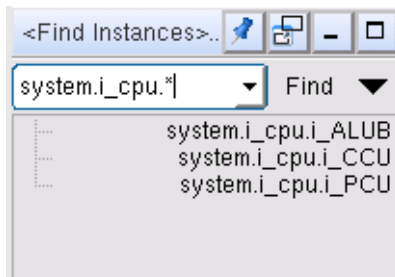 <Find Instances>..
system.i_cpu.*
Find
system.i_cpu.i_ALUB
system.i_cpu.i_CCU
system.i_cpu.i_PCU